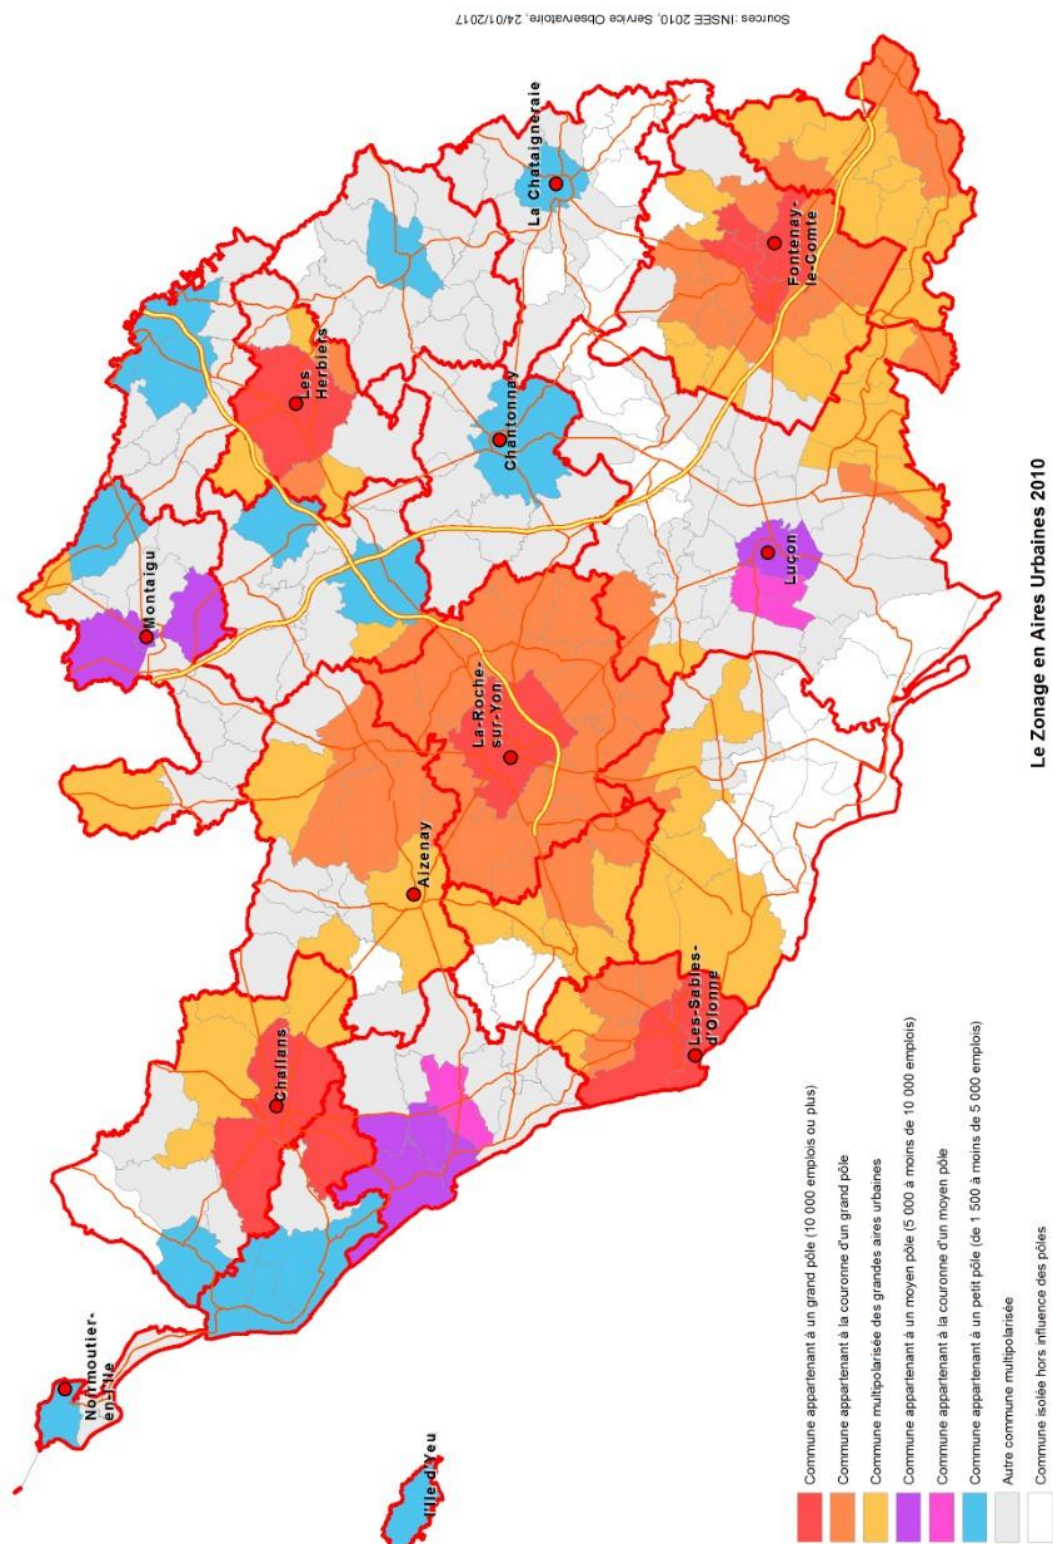 Sources : INSEE 2010, Service Observatoire, 24/01/2017
Noirmoutier-
en-l'Ile
l'Ile d'Yeu
Challans
Montaigu
Les
Herbiers
Aizenay
La-Roche-
sur-Yon
Chantonnay
La Chataigneraie
Les-Sables-
d'Olonne
Luçon
Fontenay-
le-Comte
Commune appartenant à un grand pôle (10 000 emplois ou plus)
Commune appartenant à la couronne d'un grand pôle
Commune multipolarisée des grandes aires urbaines
Commune appartenant à un moyen pôle (5 000 à moins de 10 000 emplois)
Commune appartenant à la couronne d'un moyen pôle
Commune appartenant à un petit pôle (de 1 500 à moins de 5 000 emplois)
Autre commune multipolarisée
Commune isolée hors influence des pôles
Le Zonage en Aires Urbaines 2010